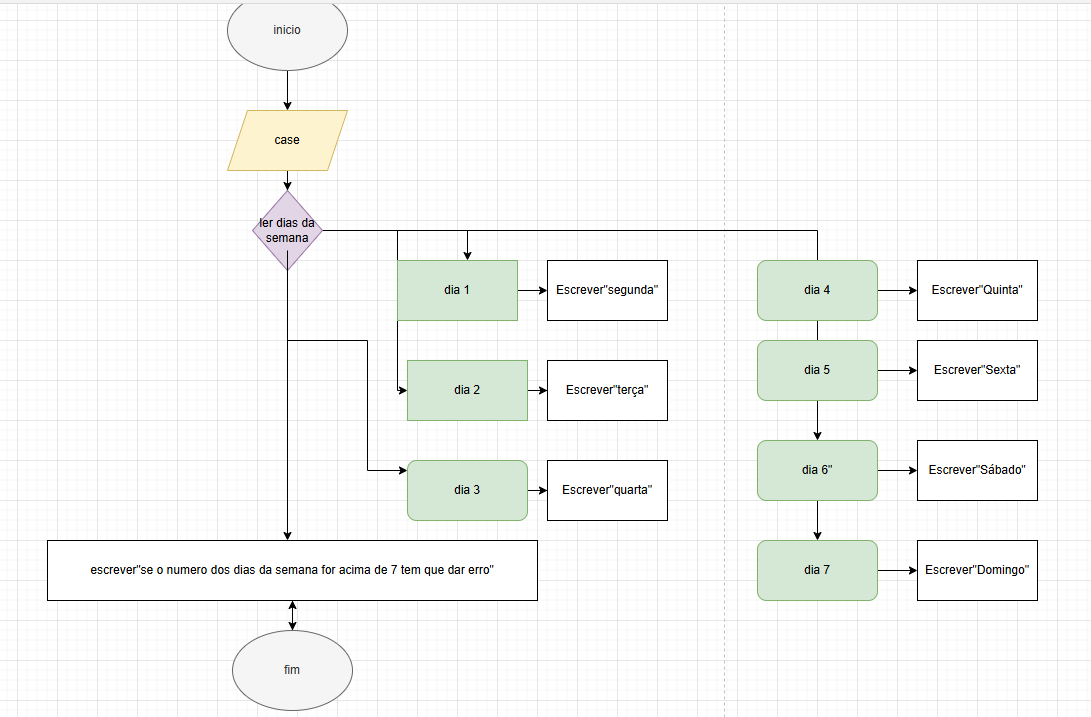 inicio
case
ler dias da
semana
dia 1
Escrever"segunda"
dia 2
Escrever"terça"
dia 3
Escrever"quarta"
dia 4
Escrever"Quinta"
dia 5
Escrever"Sexta"
dia 6"
Escrever"Sábado"
dia 7
Escrever"Domingo"
escrever"se o numero dos dias da semana for acima de 7 tem que dar erro"
fim